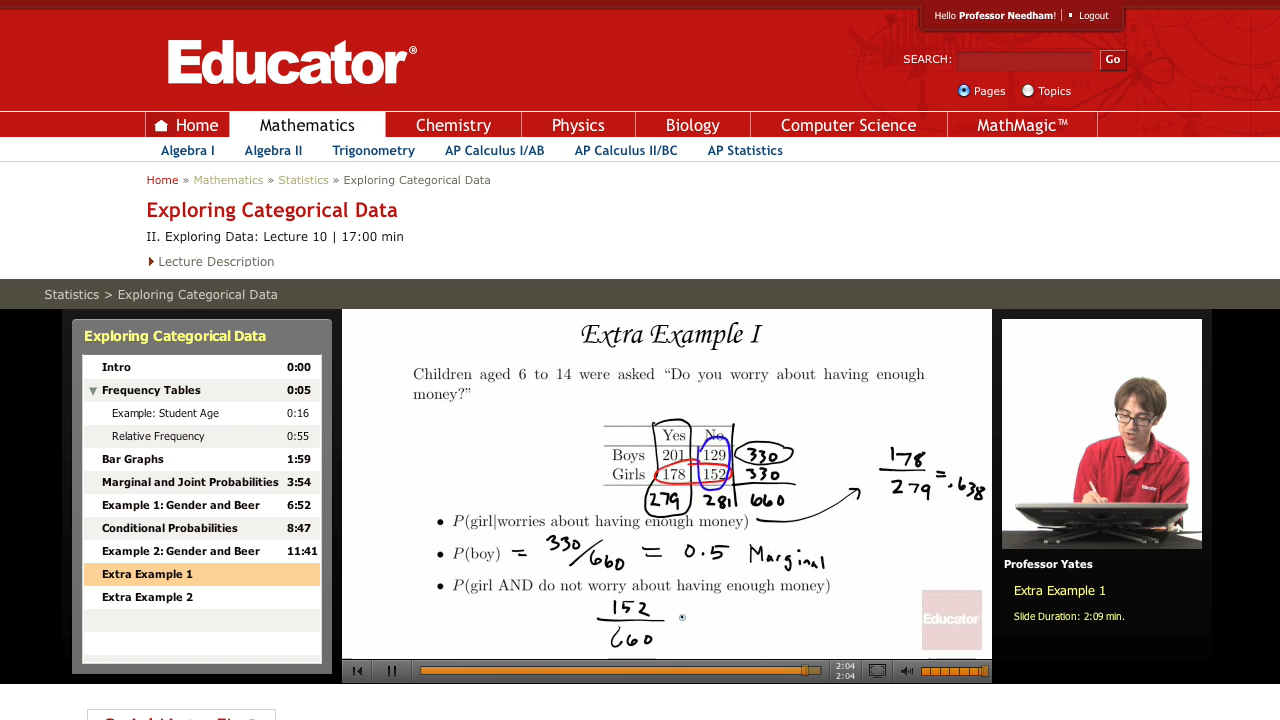 Hello Professor Needham! Logout
Educator®
SEARCH: Go
Pages Topics
Home Mathematics Chemistry Physics Biology Computer Science MathMagic™
Algebra I Algebra II Trigonometry AP Calculus I/AB AP Calculus II/BC AP Statistics
Home » Mathematics » Statistics » Exploring Categorical Data
Exploring Categorical Data
II. Exploring Data: Lecture 10 | 17:00 min
Lecture Description
Statistics > Exploring Categorical Data
Exploring Categorical Data
Intro 0:00
Frequency Tables 0:05
Example: Student Age 0:16
Relative Frequency 0:55
Bar Graphs 1:59
Marginal and Joint Probabilities 3:54
Example 1: Gender and Beer 6:52
Conditional Probabilities 8:47
Example 2: Gender and Beer 11:41
Extra Example 1
Extra Example 2
Extra Example I
Children aged 6 to 14 were asked “Do you worry about having enough
money?”
Yes No
Boys 201 129 330
Girls 178 152 330
279 281 660
178
279 = .638
• P(girl|worries about having enough money)
• P(boy) = 330/660 = 0.5 Marginal
• P(girl AND do not worry about having enough money)
152
660
Educator
2:04
2:04
Professor Yates
Extra Example 1
Slide Duration: 2:09 min.